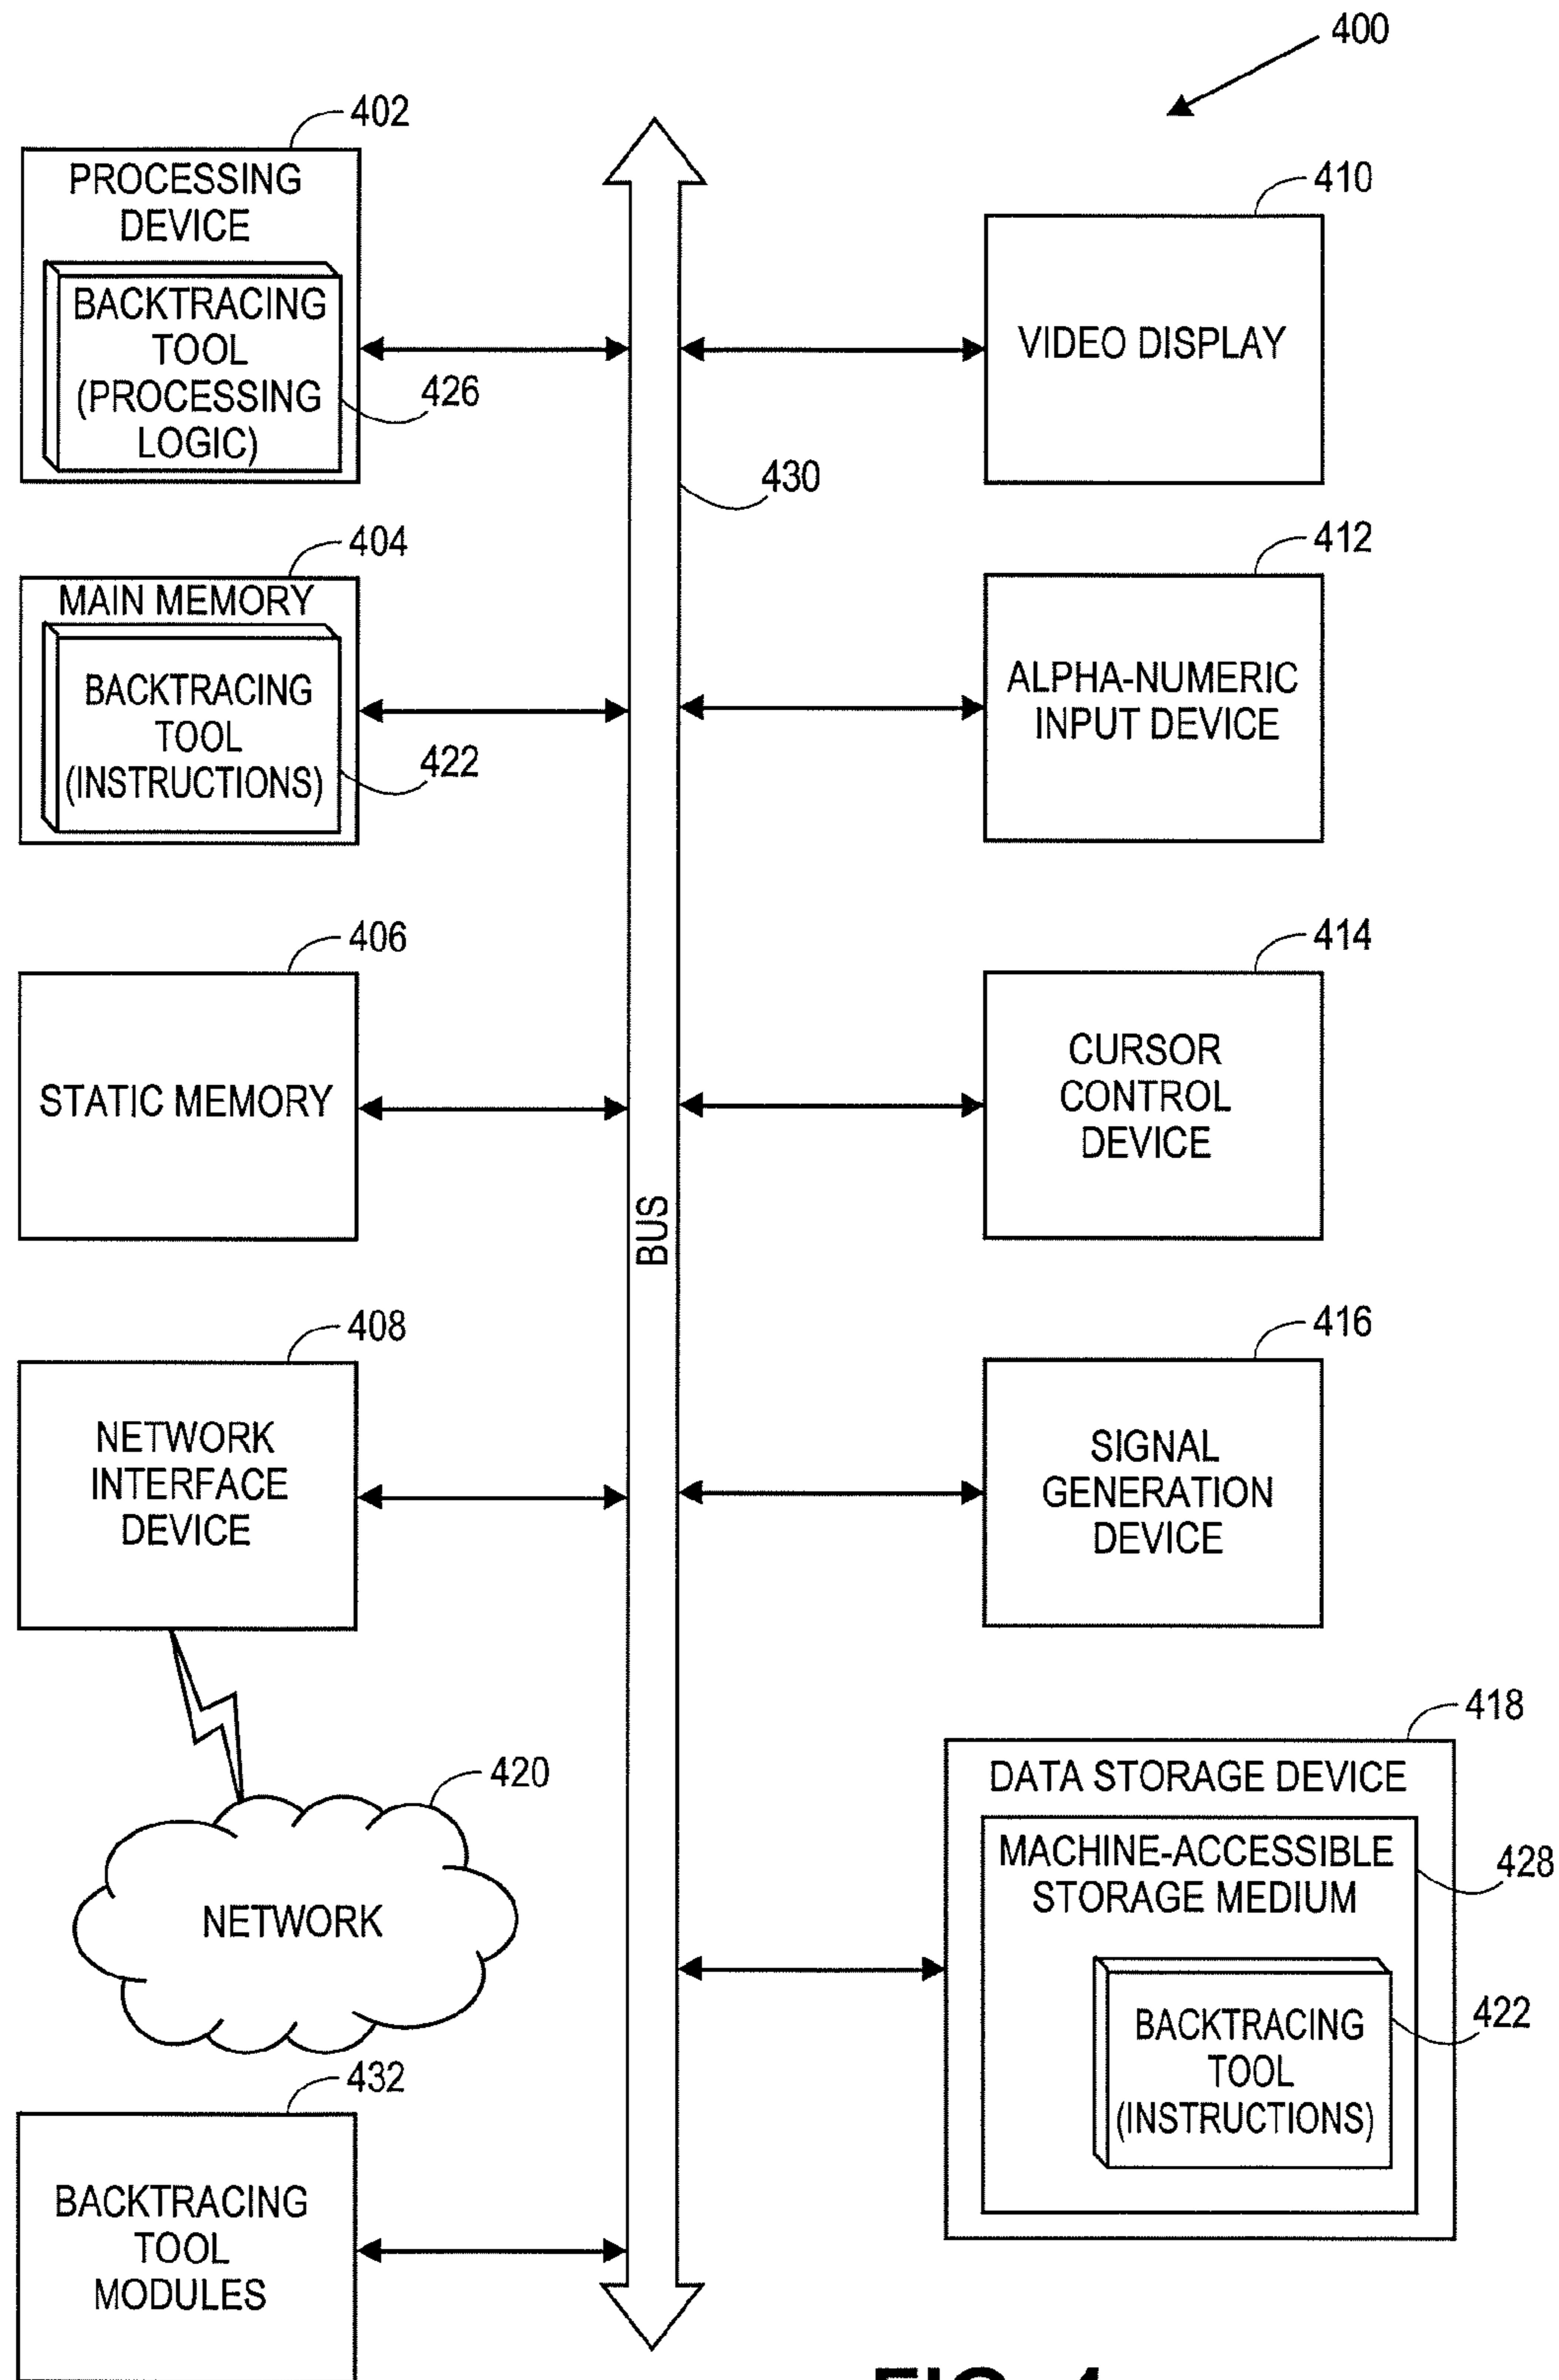 400
402
PROCESSING
DEVICE
BACKTRACING
TOOL
(PROCESSING
LOGIC)
426
404
MAIN MEMORY
BACKTRACING
TOOL
(INSTRUCTIONS)
422
406
STATIC MEMORY
408
NETWORK
INTERFACE
DEVICE
420
NETWORK
432
BACKTRACING
TOOL
MODULES
430
BUS
410
VIDEO DISPLAY
412
ALPHA-NUMERIC
INPUT DEVICE
414
CURSOR
CONTROL
DEVICE
416
SIGNAL
GENERATION
DEVICE
418
DATA STORAGE DEVICE
MACHINE-ACCESSIBLE
STORAGE MEDIUM
428
BACKTRACING
TOOL
(INSTRUCTIONS)
422